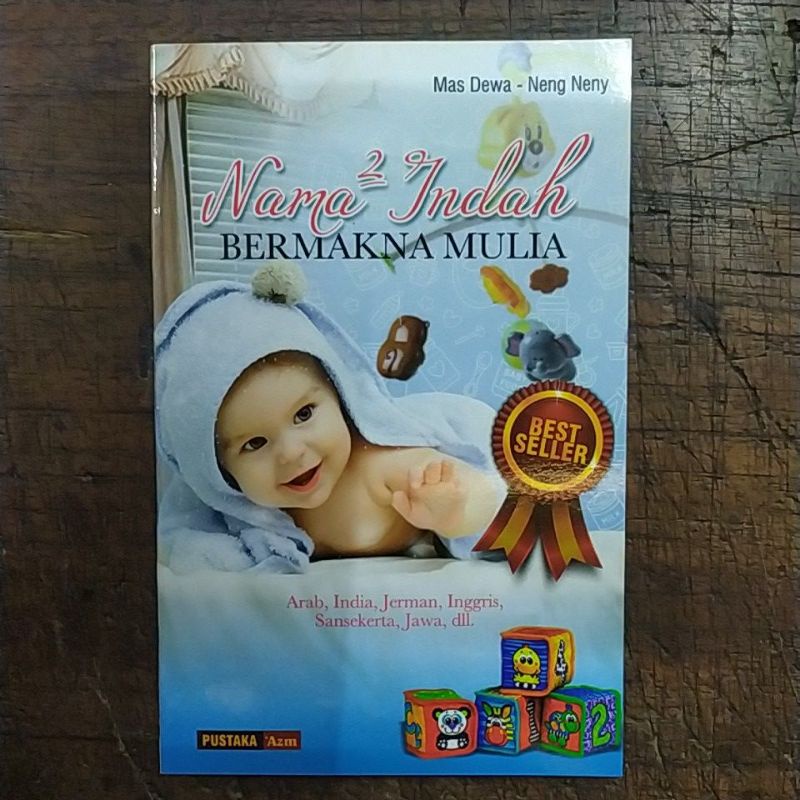 Mas Dewa - Neng Neny
Nama² Indah
BERMAKNA MULIA
BEST
SELLER
Arab, India, Jerman, Inggris,
Sansekerta, Jawa, dll.
2
PUSTAKA 'Azm